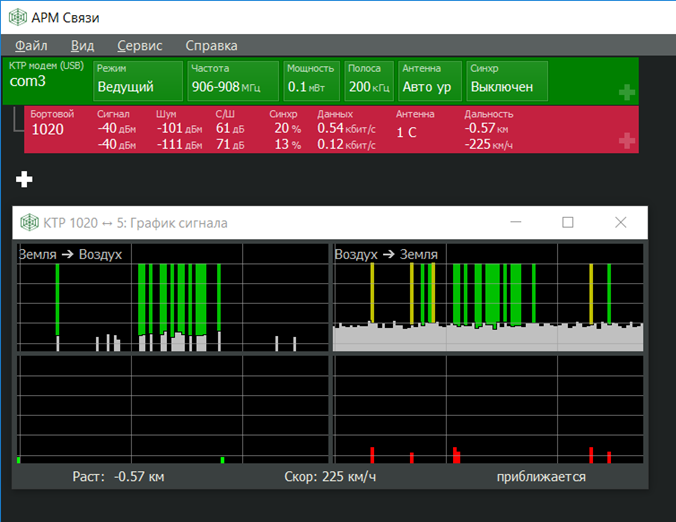 АРМ Связи
Файл Вид Сервис Справка
КТР модем (USB) Режим Частота Мощность Полоса Антенна Синхр
com3 Ведущий 906-908 МГц 0.1 мВт 200 кГц Авто ур Выключен
Бортовой Сигнал Шум С/Ш Синхр Данных Антенна Дальность
1020 -40 дБм -101 дБм 61 дБ 20 % 0.54 кбит/с 1 С -0.57 км
-40 дБм -111 дБм 71 дБ 13 % 0.12 кбит/с -225 км/ч
КТР 1020 ↔ 5: График сигнала
Земля ➔ Воздух Воздух ➔ Земля
Раст: -0.57 км Скор: 225 км/ч приближается